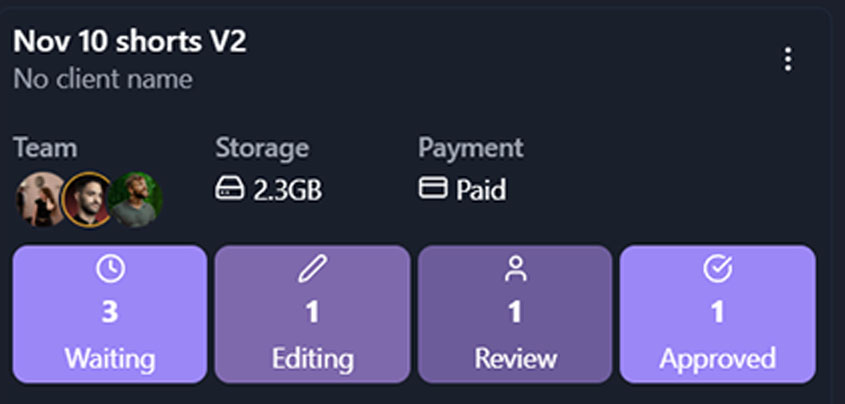 Nov 10 shorts V2
No client name
Team
Storage
Payment
2.3GB
Paid
3
Waiting
1
Editing
1
Review
1
Approved